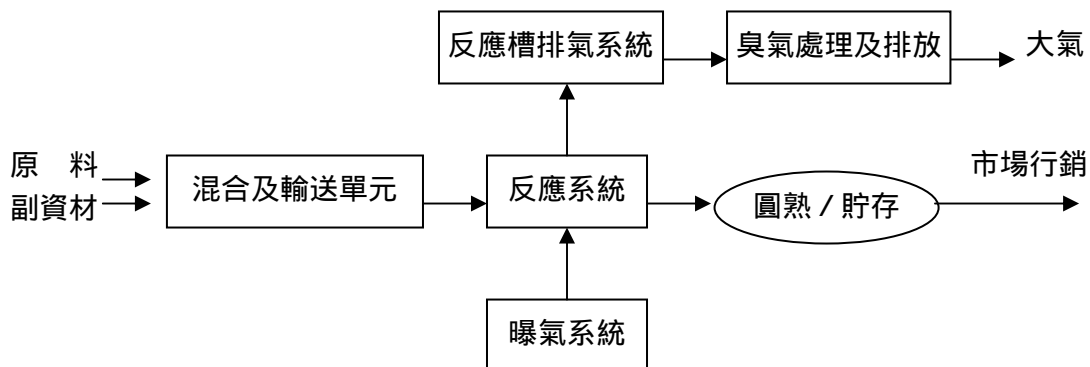 反應槽排氣系統
臭氣處理及排放
大氣
原 料
副資材
混合及輸送單元
反應系統
圓熟 / 貯存
市場行銷
曝氣系統